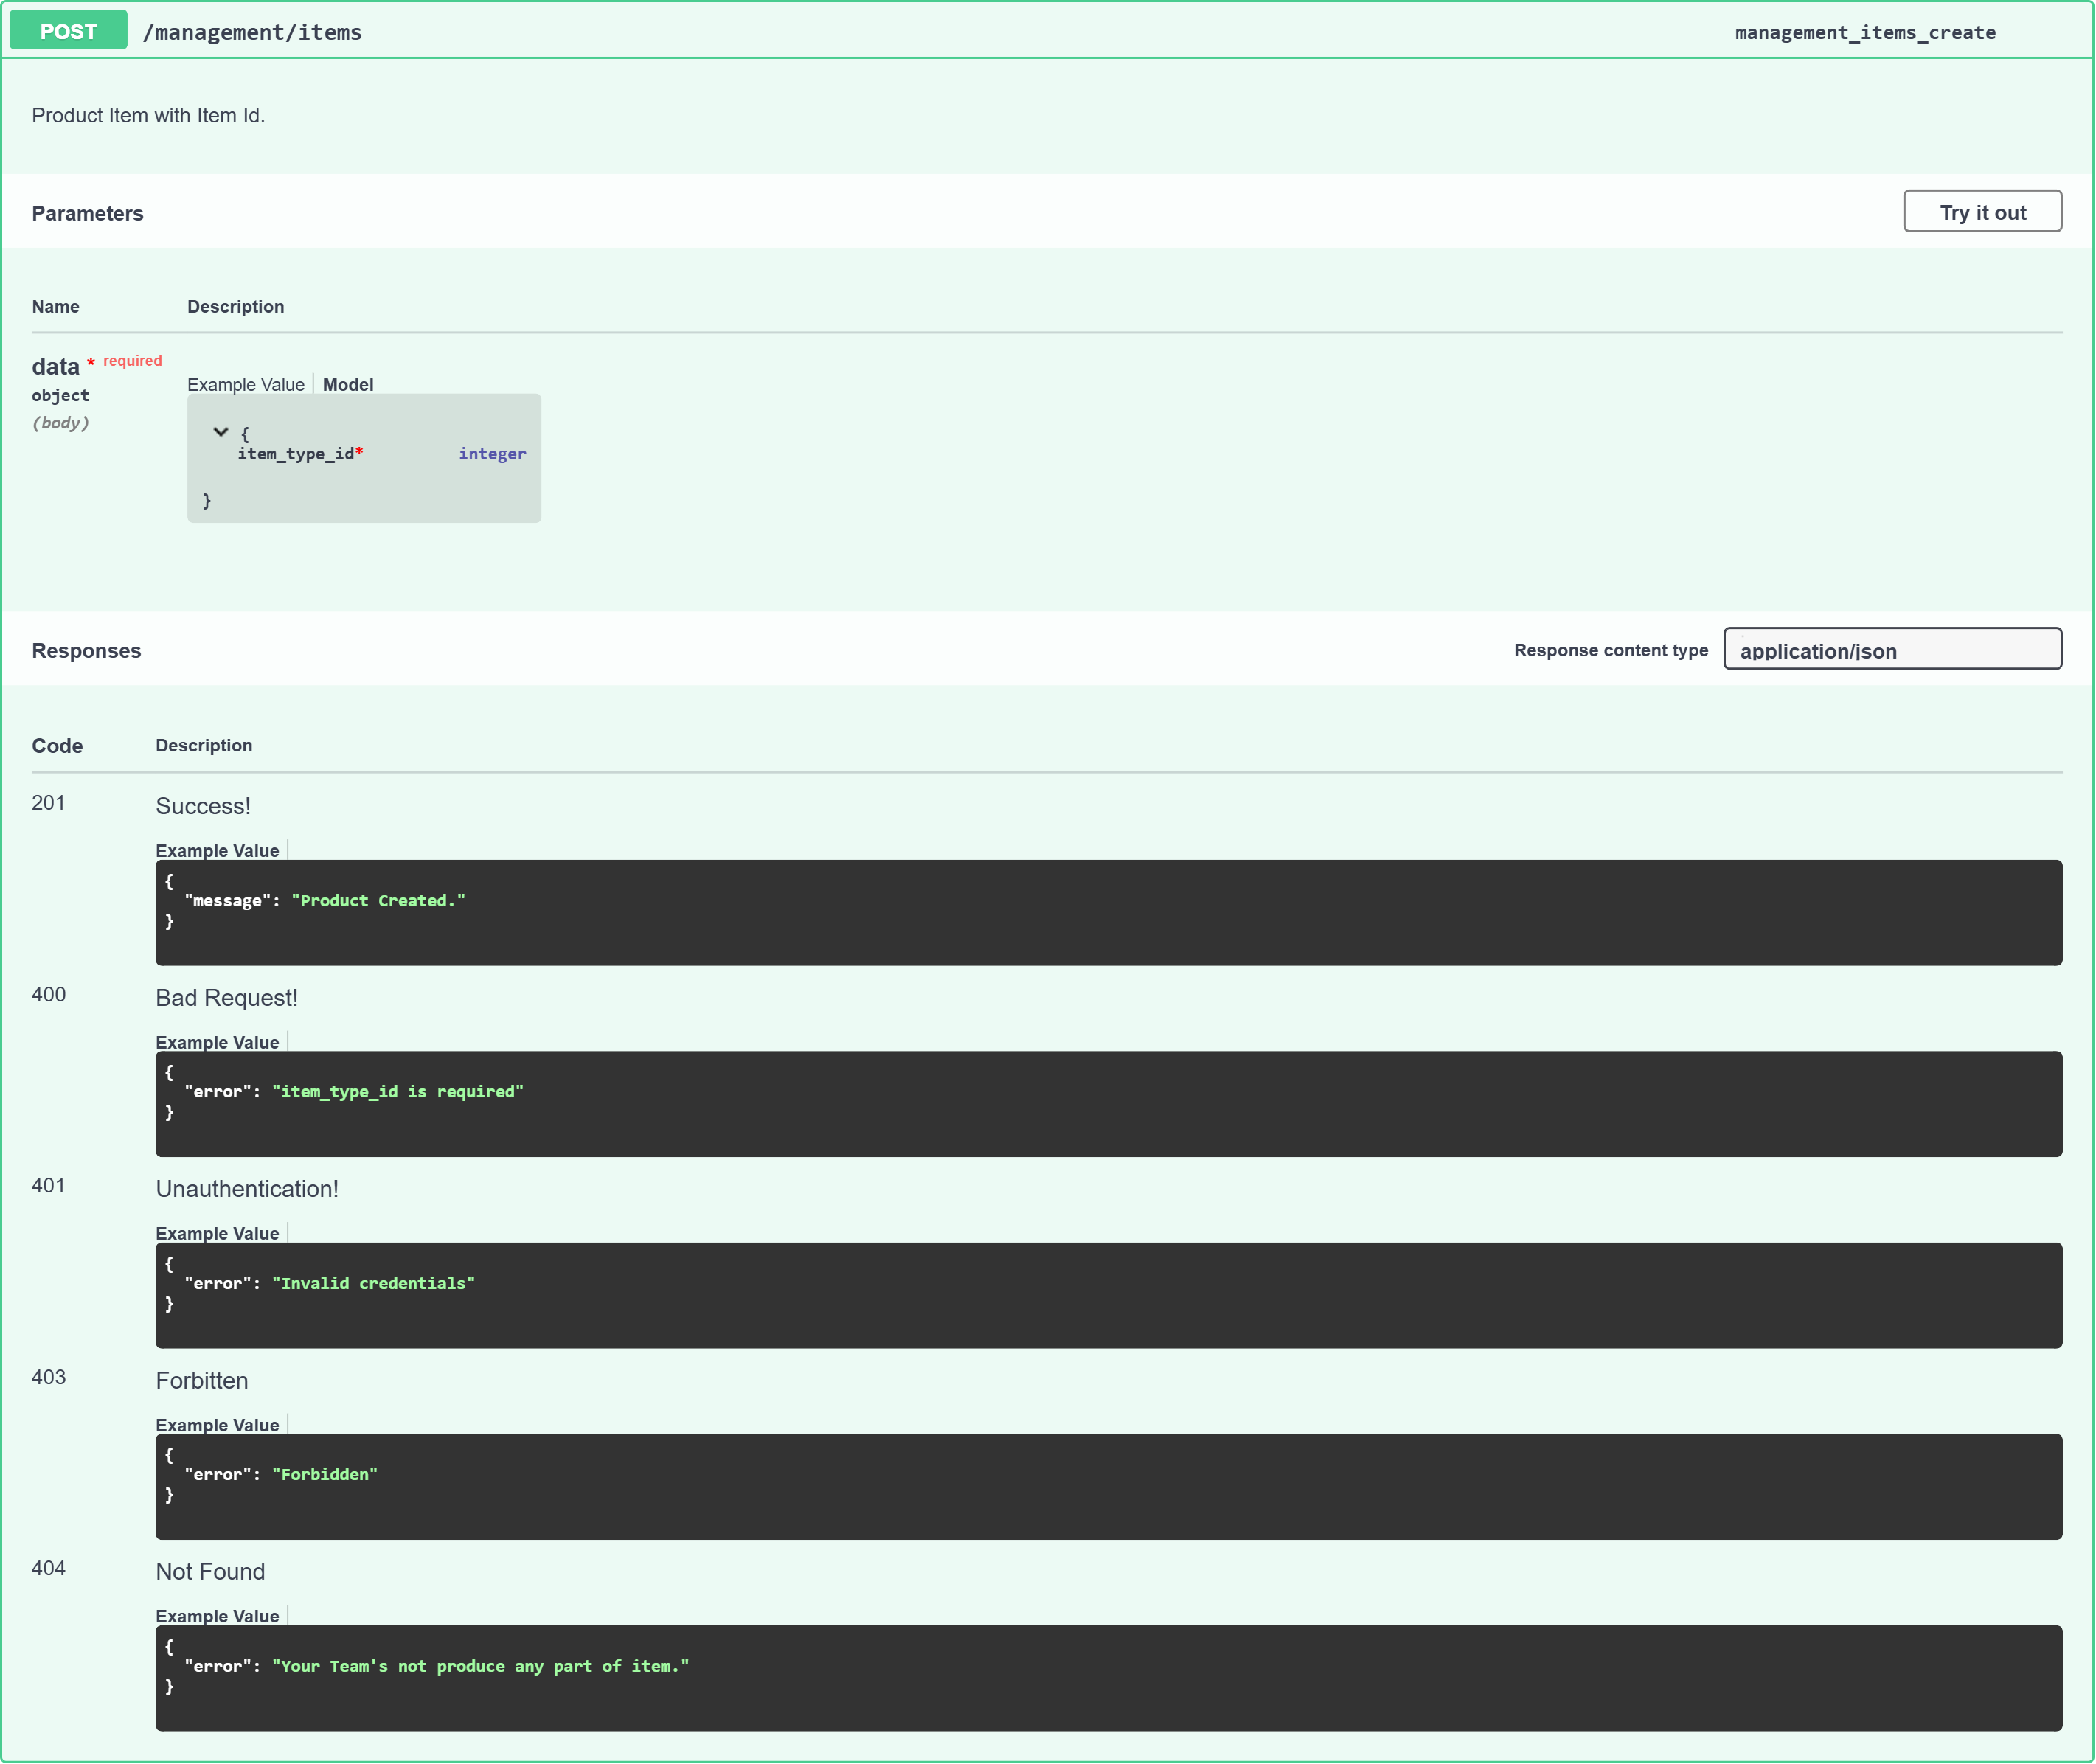 POST /management/items management_items_create
Product Item with Item Id.
Parameters Try it out
Name Description
data * required
object
(body)
Example Value Model
{
item_type_id* integer
}
Responses Response content type application/json
Code Description
201 Success!
Example Value
{
"message": "Product Created."
}
400 Bad Request!
Example Value
{
"error": "item_type_id is required"
}
401 Unauthentication!
Example Value
{
"error": "Invalid credentials"
}
403 Forbitten
Example Value
{
"error": "Forbidden"
}
404 Not Found
Example Value
{
"error": "Your Team's not produce any part of item."
}